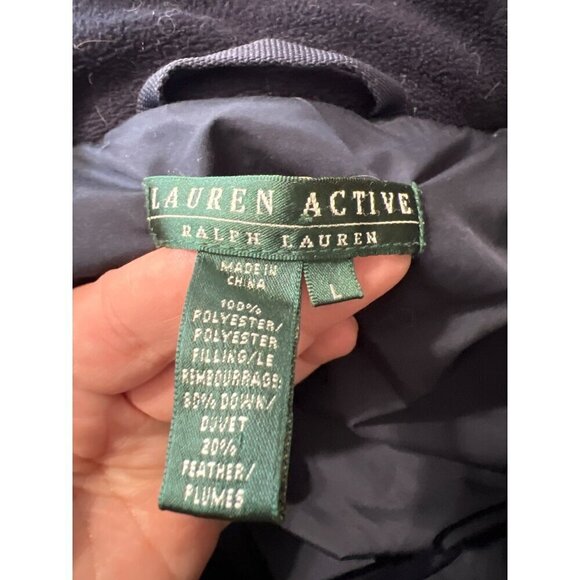 LAUREN ACTIVE
RALPH LAUREN
L
MADE IN
CHINA
100%
POLYESTER/
POLYESTER
FILLING/LE
REMBOURRAGE:
80% DOWN/
DUVET
20%
FEATHER/
PLUMES